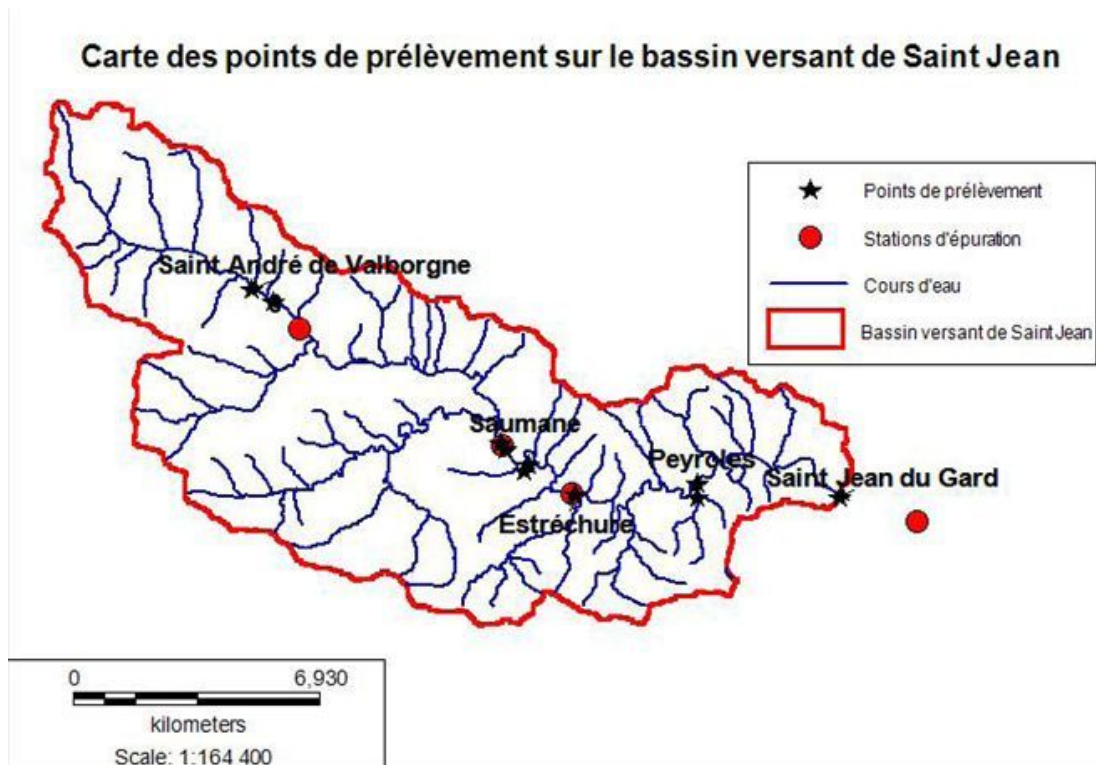 Carte des points de prélèvement sur le bassin versant de Saint Jean
Points de prélèvement
Stations d'épuration
Cours d'eau
Bassin versant de Saint Jean
Saint André de Valborgne
Saumane
Peyroles
Saint Jean du Gard
Estréchure
0 6,930
kilometers
Scale: 1:164 400